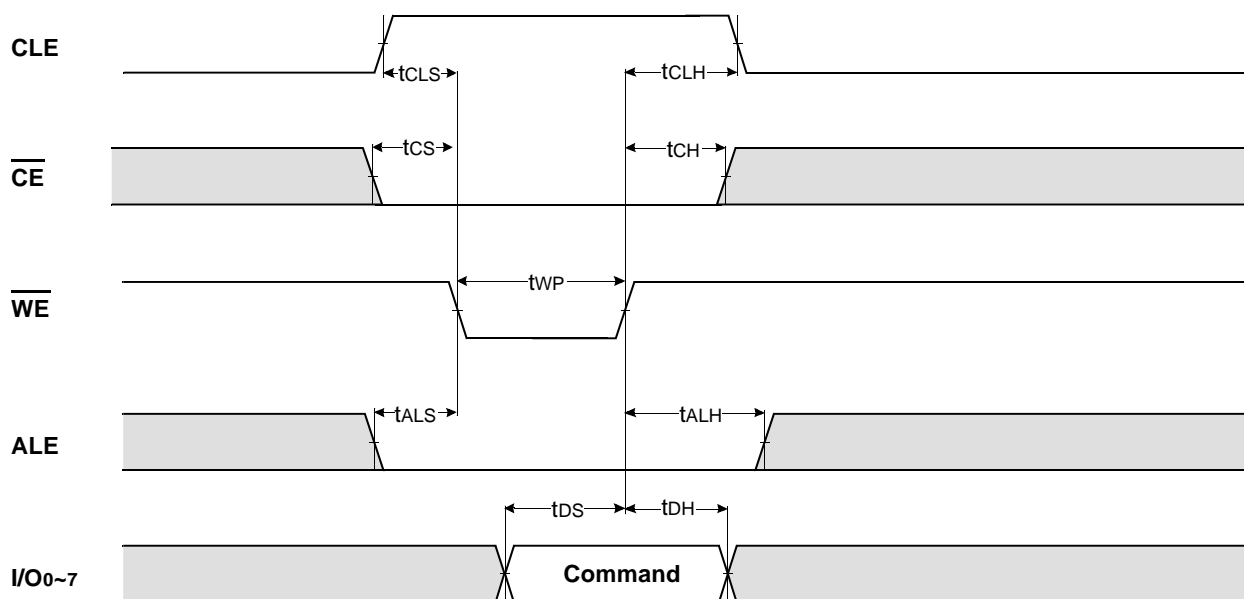 CLE
tCLS
tCLH
CE
tCS
tCH
WE
tWP
ALE
tALS
tALH
tDS
tDH
I/O0~7
Command